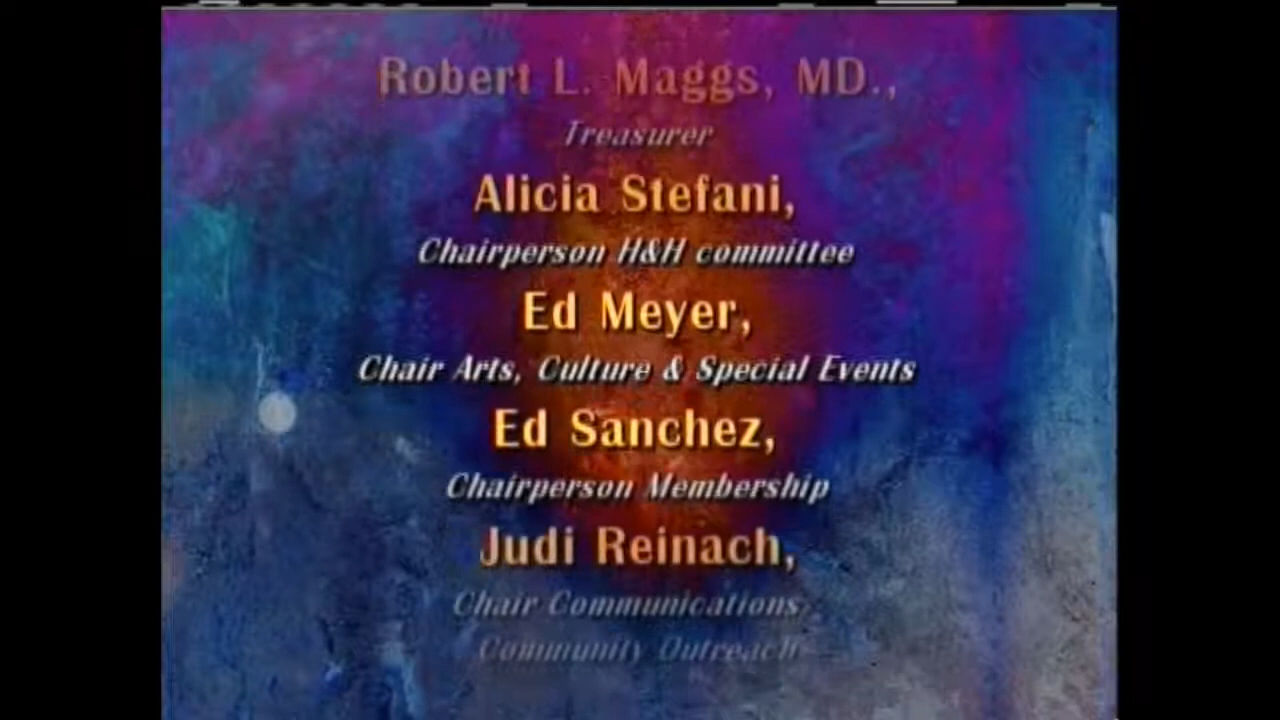 Robert L. Maggs, MD.,
Treasurer
Alicia Stefani,
Chairperson H&H committee
Ed Meyer,
Chair Arts, Culture & Special Events
Ed Sanchez,
Chairperson Membership
Judi Reinach,
Chair Communications
Community Outreach